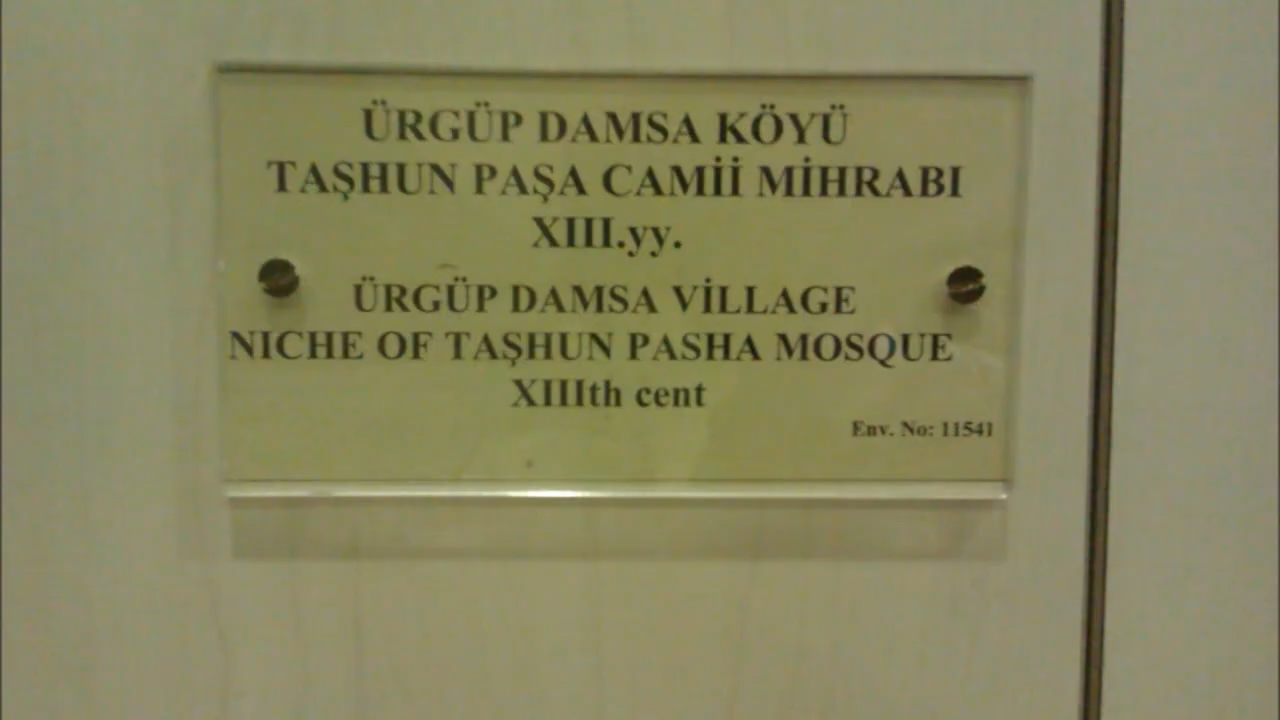 ÜRGÜP DAMSA KÖYÜ
TAŞHUN PAŞA CAMİİ MİHRABI
XIII.yy.
ÜRGÜP DAMSA VİLLAGE
NICHE OF TAŞHUN PASHA MOSQUE
XIIIth cent
Env. No: 11541